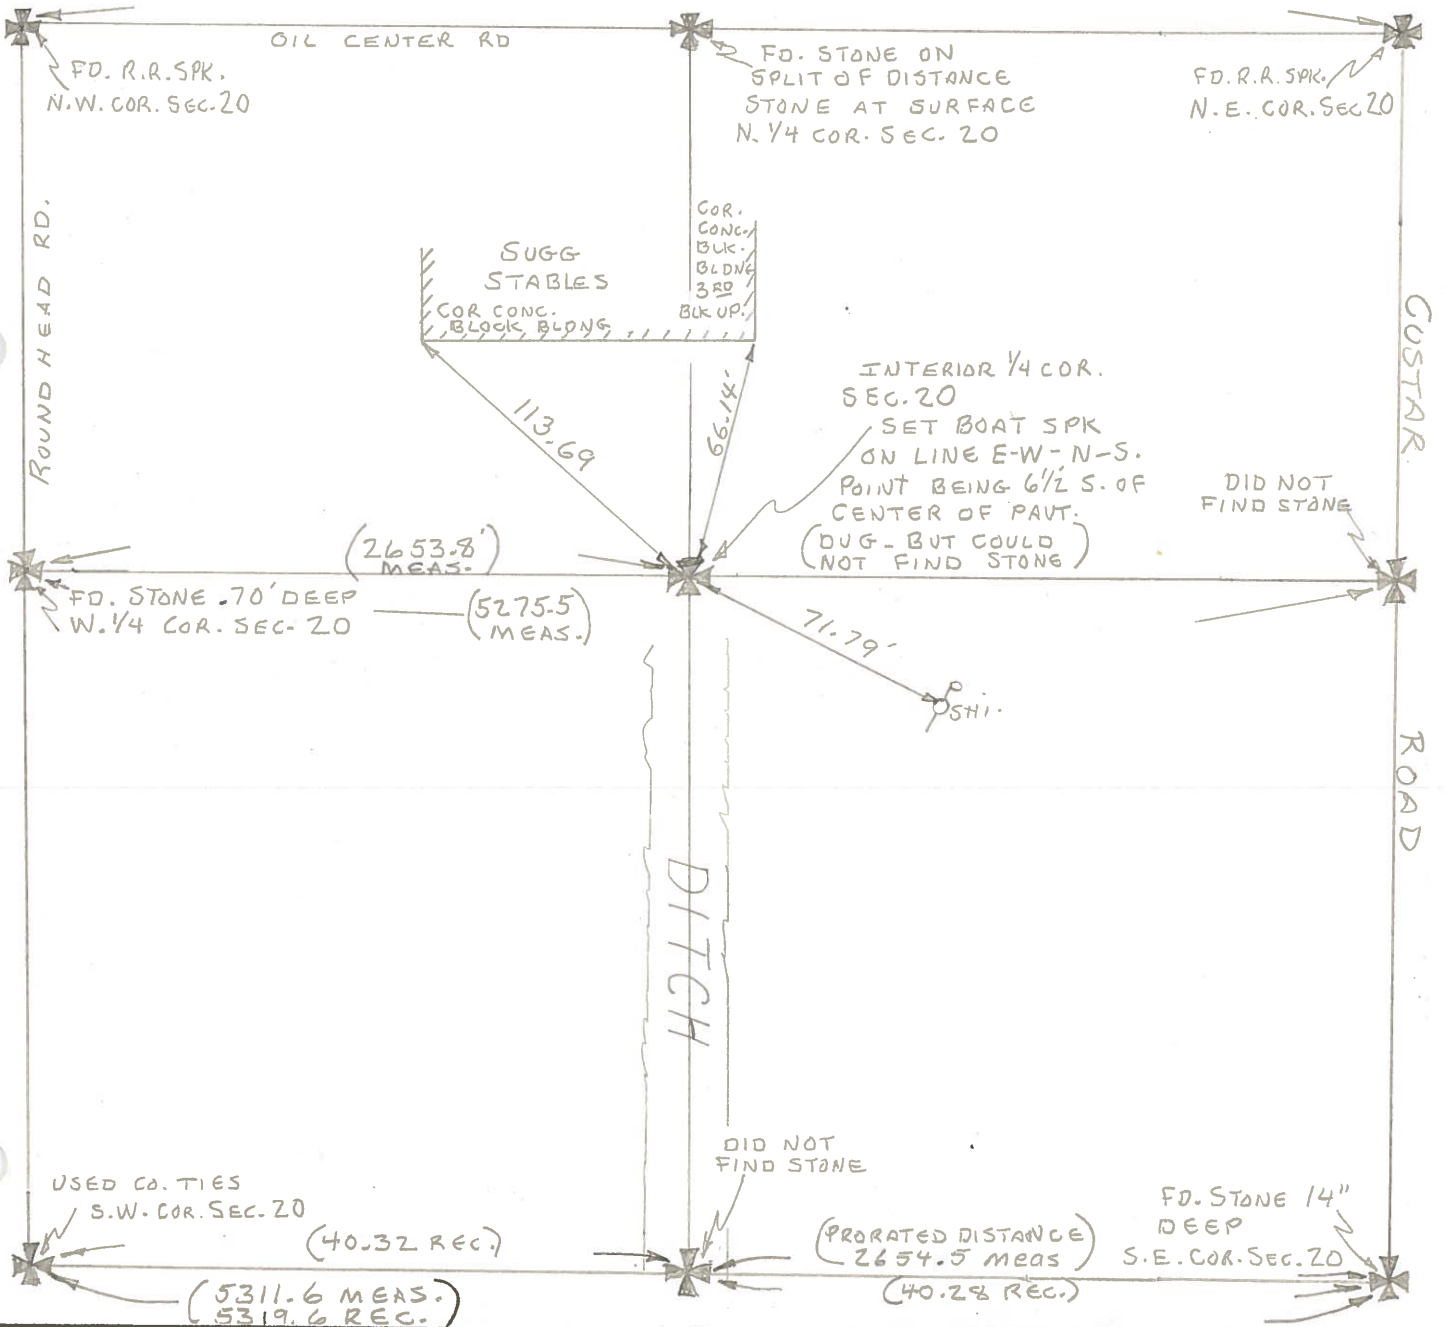 OIL CENTER RD
FD. R.R. SPK.
N.W. COR. SEC. 20
FD. STONE ON
SPLIT OF DISTANCE
STONE AT SURFACE
N. 1/4 COR. SEC. 20
FD. R.R. SPK.
N.E. COR. SEC 20
ROUND HEAD RD.
SUGG
STABLES
COR CONC.
BLOCK BLDNG
COR.
CONC.
BLK.
BLDNG
3RD
BLK UP.
CUSTAR
113.69
66.14'
INTERIOR 1/4 COR.
SEC. 20
SET BOAT SPK
ON LINE E-W-N-S.
POINT BEING 6 1/2 S. OF
CENTER OF PAVT.
(DUG - BUT COULD
NOT FIND STONE)
DID NOT
FIND STONE
(2653.8'
MEAS.)
FD. STONE .70' DEEP
W. 1/4 COR. SEC. 20
(5275.5
MEAS.)
71.79'
SHI.
ROAD
DITCH
DID NOT
FIND STONE
USED CO. TIES
S.W. COR. SEC. 20
(40.32 REC.)
(5311.6 MEAS.
5319.6 REC.)
(PRORATED DISTANCE
2654.5 meas)
(40.28 REC.)
FD. STONE 14"
DEEP
S.E. COR. SEC. 20